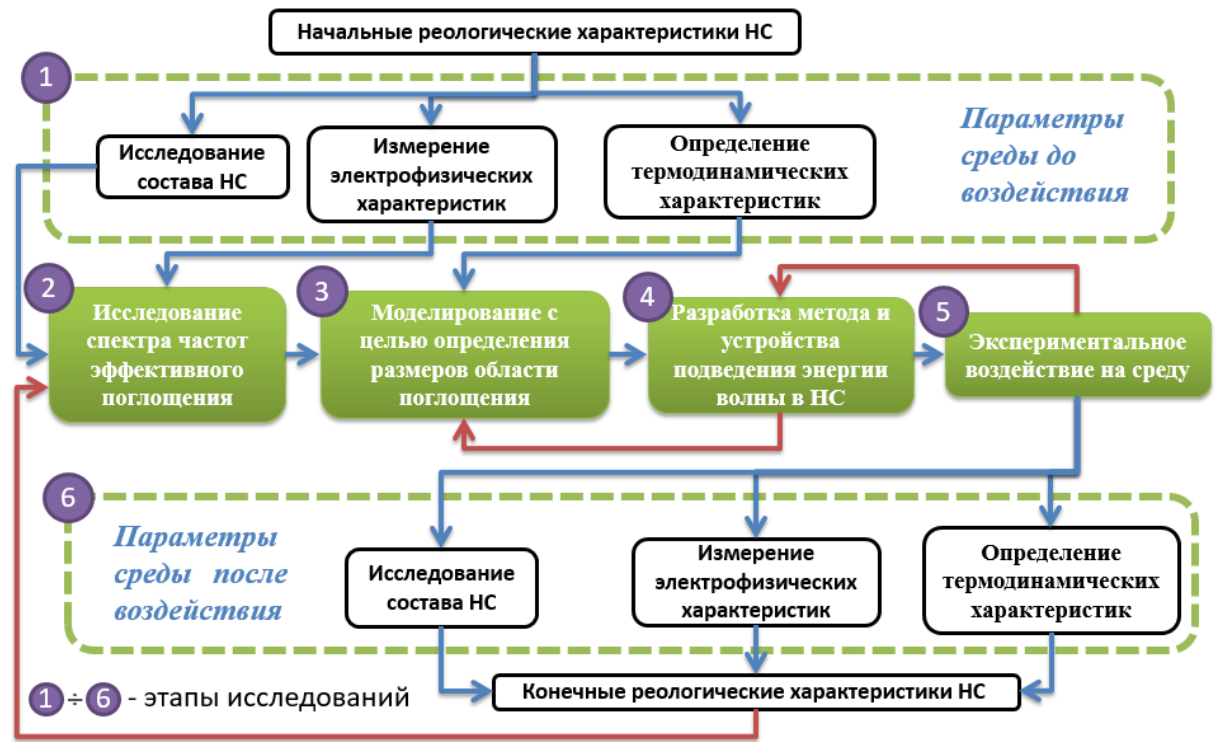 Начальные реологические характеристики НС
1
Параметры
среды до
воздействия
Исследование
состава НС
Измерение
электрофизических
характеристик
Определение
термодинамических
характеристик
2
Исследование
спектра частот
эффективного
поглощения
3
Моделирование с
целью определения
размеров области
поглощения
4
Разработка метода и
устройства
подведения энергии
волны в НС
5
Экспериментальное
воздействие на среду
6
Параметры
среды после
воздействия
Исследование
состава НС
Измерение
электрофизических
характеристик
Определение
термодинамических
характеристик
Конечные реологические характеристики НС
1 ÷ 6 - этапы исследований